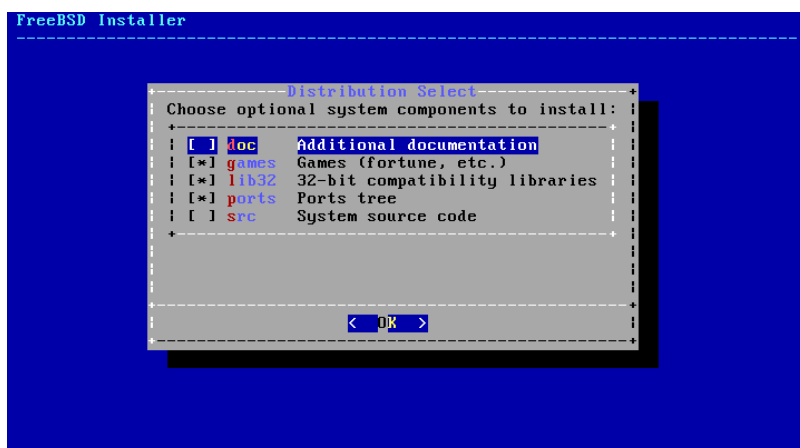 FreeBSD Installer
Distribution Select
Choose optional system components to install:
[ ] doc Additional documentation
[*] games Games (fortune, etc.)
[*] lib32 32-bit compatibility libraries
[*] ports Ports tree
[ ] src System source code
< OK >